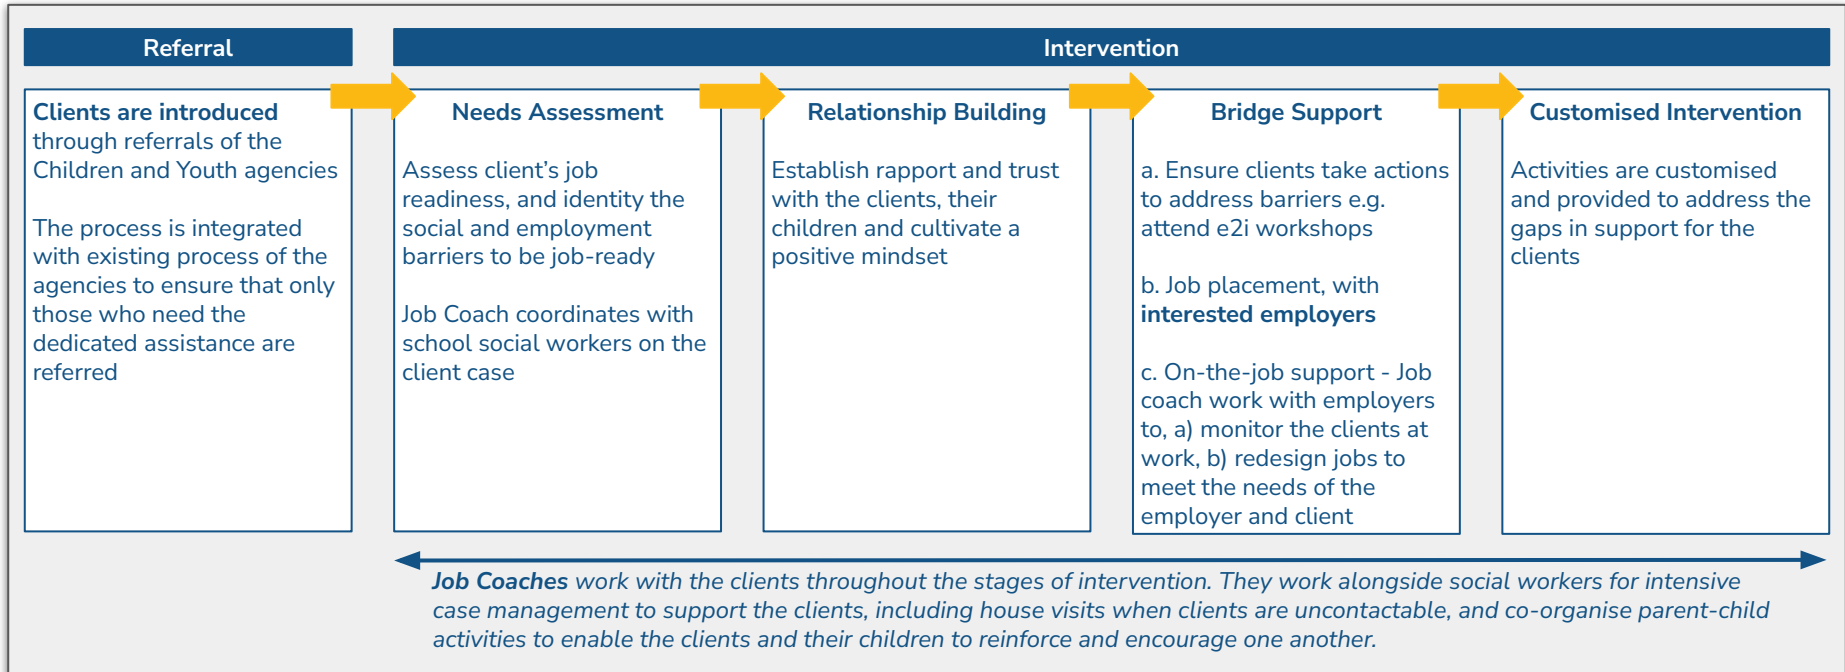 Referral
Intervention
Clients are introduced
through referrals of the
Children and Youth agencies
The process is integrated
with existing process of the
agencies to ensure that only
those who need the
dedicated assistance are
referred
Needs Assessment
Assess client’s job
readiness, and identity the
social and employment
barriers to be job-ready
Job Coach coordinates with
school social workers on the
client case
Relationship Building
Establish rapport and trust
with the clients, their
children and cultivate a
positive mindset
Bridge Support
a. Ensure clients take actions
to address barriers e.g.
attend e2i workshops
b. Job placement, with
interested employers
c. On-the-job support - Job
coach work with employers
to, a) monitor the clients at
work, b) redesign jobs to
meet the needs of the
employer and client
Customised Intervention
Activities are customised
and provided to address the
gaps in support for the
clients
Job Coaches work with the clients throughout the stages of intervention. They work alongside social workers for intensive
case management to support the clients, including house visits when clients are uncontactable, and co-organise parent-child
activities to enable the clients and their children to reinforce and encourage one another.